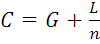 C = G + L/n